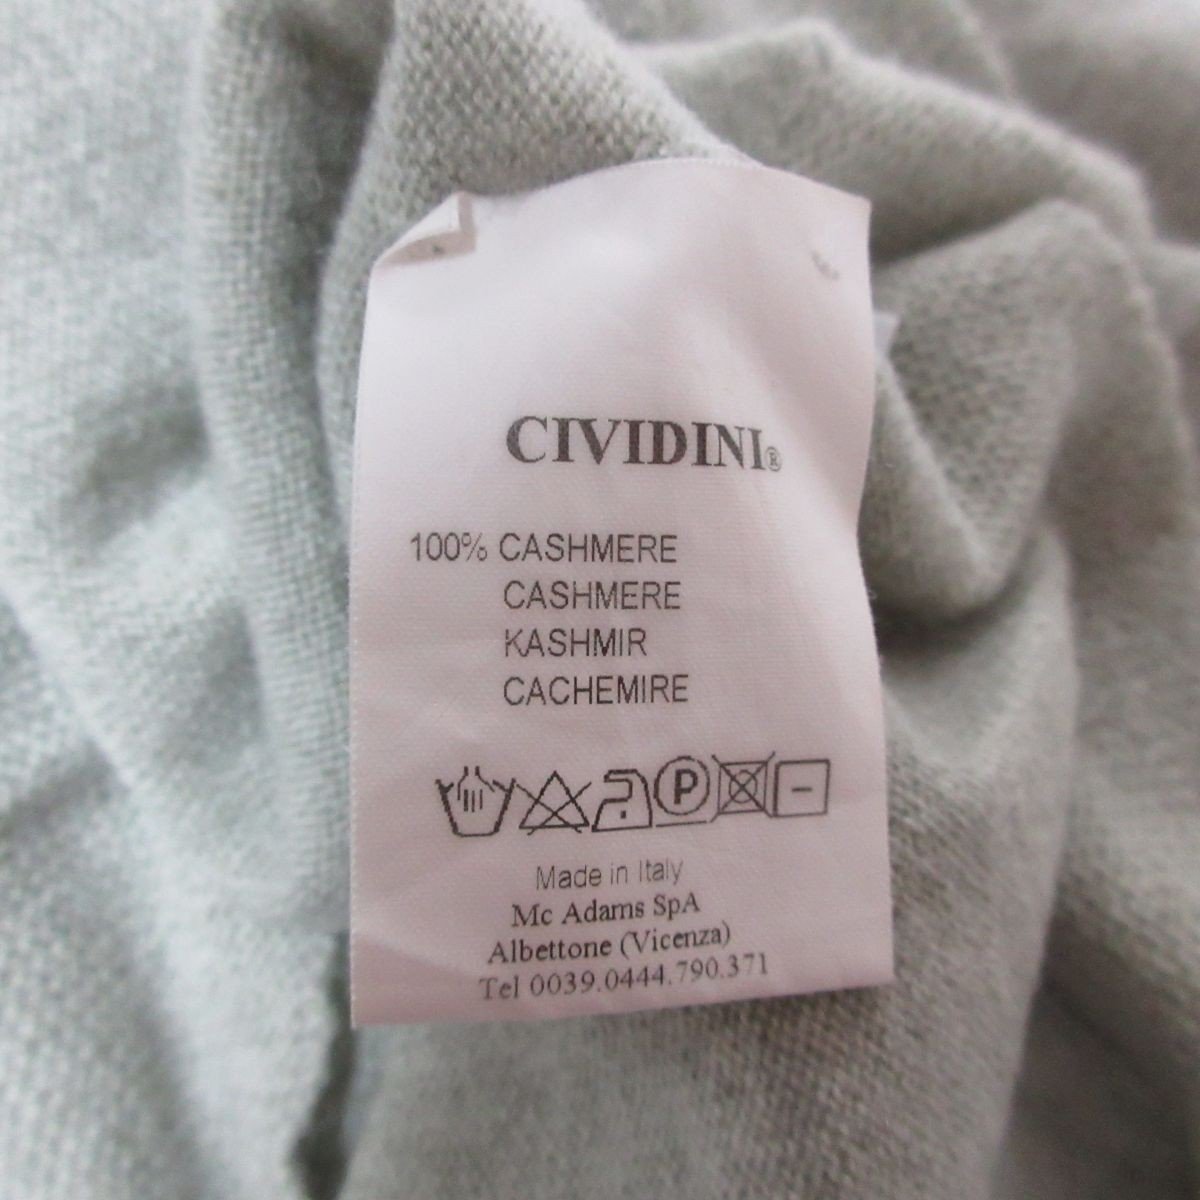 CIVIDINI®
100% CASHMERE
CASHMERE
KASHMIR
CACHEMIRE
P
Made in Italy
Mc Adams SpA
Albettone (Vicenza)
Tel 0039.0444.790.371